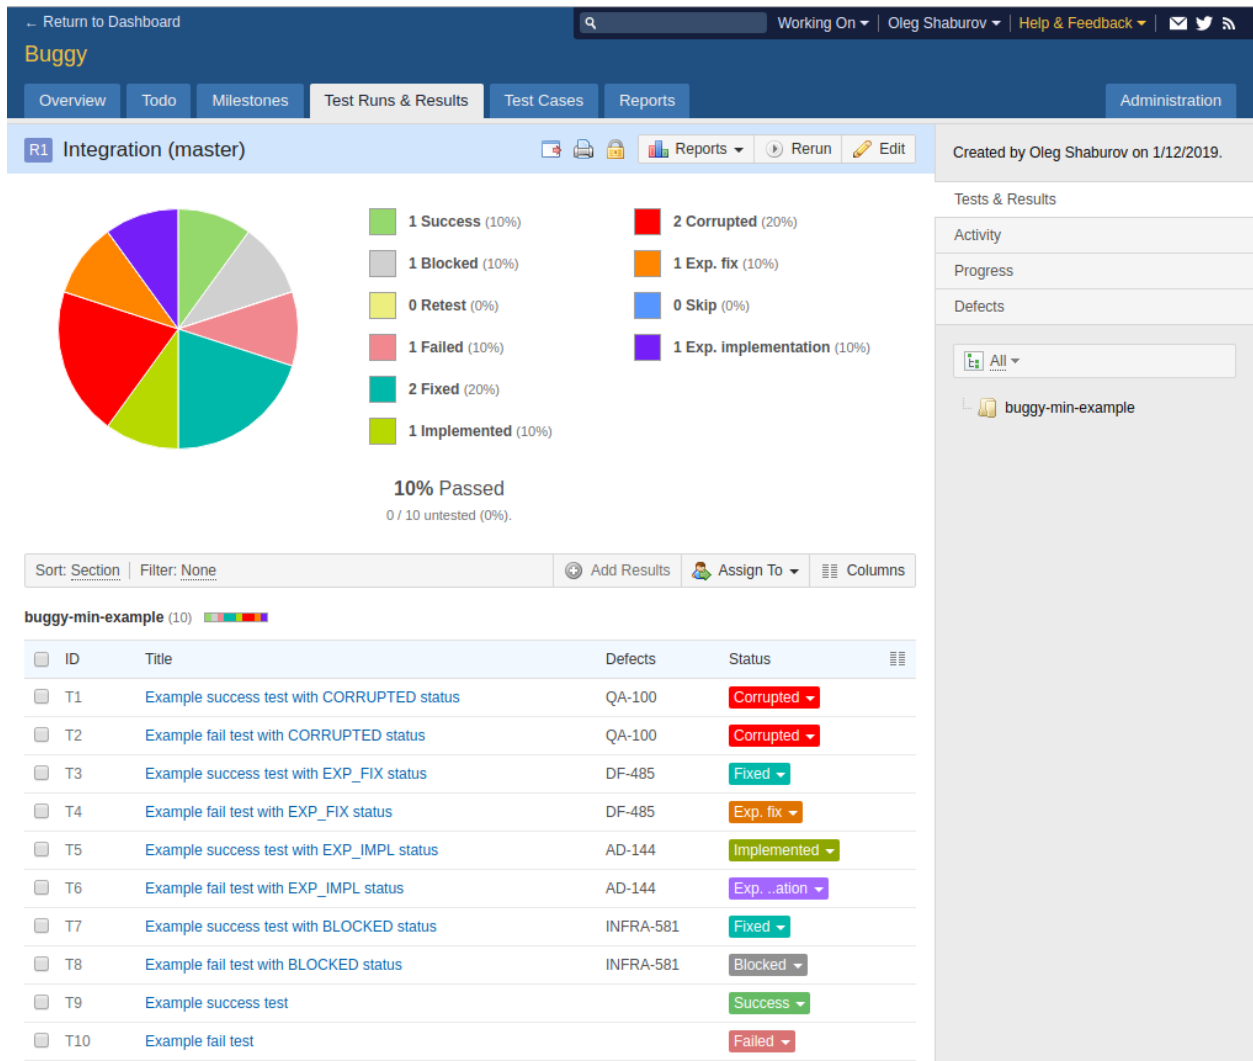 ← Return to Dashboard
Working On | Oleg Shaburov | Help & Feedback |
Buggy
Overview Todo Milestones Test Runs & Results Test Cases Reports Administration
R1 Integration (master) Reports Rerun Edit
Created by Oleg Shaburov on 1/12/2019.
Tests & Results
Activity
Progress
Defects
All
buggy-min-example
1 Success (10%)
1 Blocked (10%)
0 Retest (0%)
1 Failed (10%)
2 Fixed (20%)
1 Implemented (10%)
2 Corrupted (20%)
1 Exp. fix (10%)
0 Skip (0%)
1 Exp. implementation (10%)
10% Passed
0 / 10 untested (0%).
Sort: Section | Filter: None Add Results Assign To Columns
buggy-min-example (10)
ID Title Defects Status
T1 Example success test with CORRUPTED status QA-100 Corrupted
T2 Example fail test with CORRUPTED status QA-100 Corrupted
T3 Example success test with EXP_FIX status DF-485 Fixed
T4 Example fail test with EXP_FIX status DF-485 Exp. fix
T5 Example success test with EXP_IMPL status AD-144 Implemented
T6 Example fail test with EXP_IMPL status AD-144 Exp. ..ation
T7 Example success test with BLOCKED status INFRA-581 Fixed
T8 Example fail test with BLOCKED status INFRA-581 Blocked
T9 Example success test Success
T10 Example fail test Failed